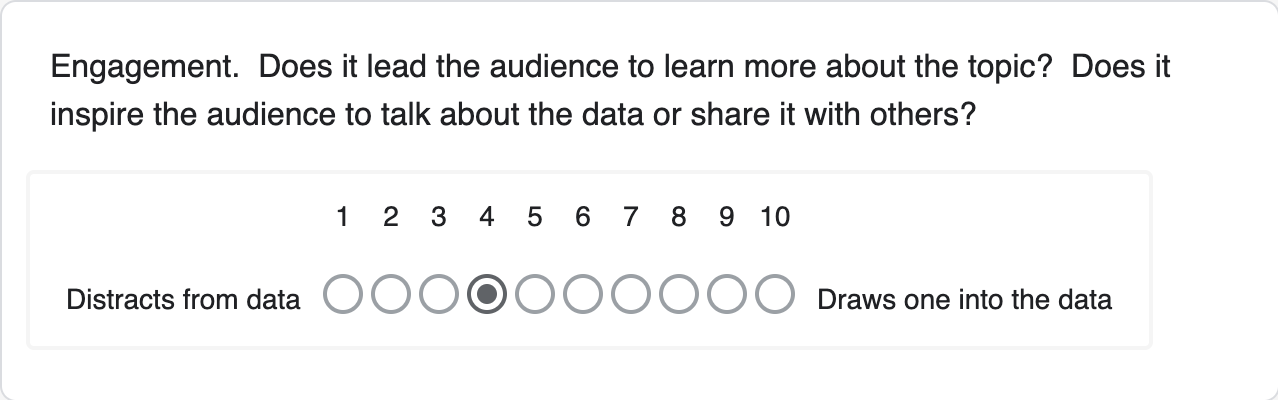 Engagement.  Does it lead the audience to learn more about the topic?  Does it
inspire the audience to talk about the data or share it with others?
1 2 3 4 5 6 7 8 9 10
Distracts from data Draws one into the data